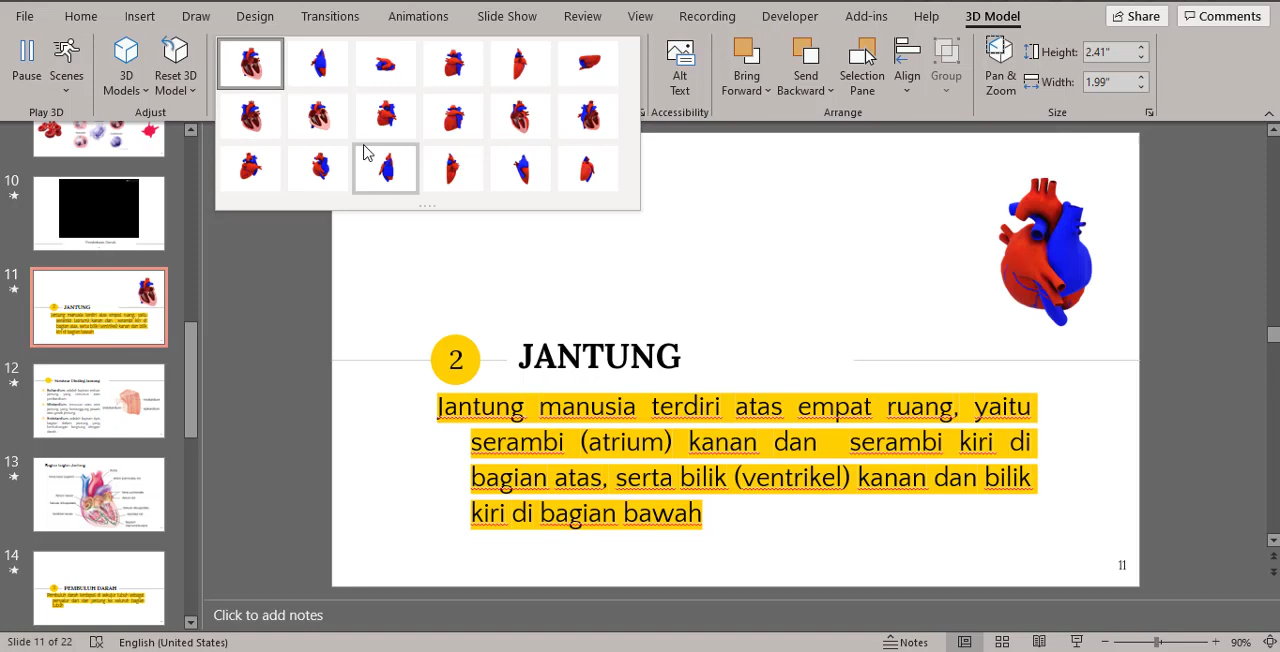 File Home Insert Draw Design Transitions Animations Slide Show Review View Recording Developer Add-ins Help 3D Model Share Comments
Pause Scenes 3D Models Reset 3D Model Alt Text Bring Forward Send Backward Selection Pane Align Group Pan & Zoom Height: 2.41" Width: 1.99"
Play 3D Adjust Accessibility Arrange Size
10
11
JANTUNG
12
13
14
PEMBULUH DARAH
2 JANTUNG
Jantung manusia terdiri atas empat ruang, yaitu
serambi (atrium) kanan dan serambi kiri di
bagian atas, serta bilik (ventrikel) kanan dan bilik
kiri di bagian bawah
11
Click to add notes
Slide 11 of 22 English (United States) Notes 90%